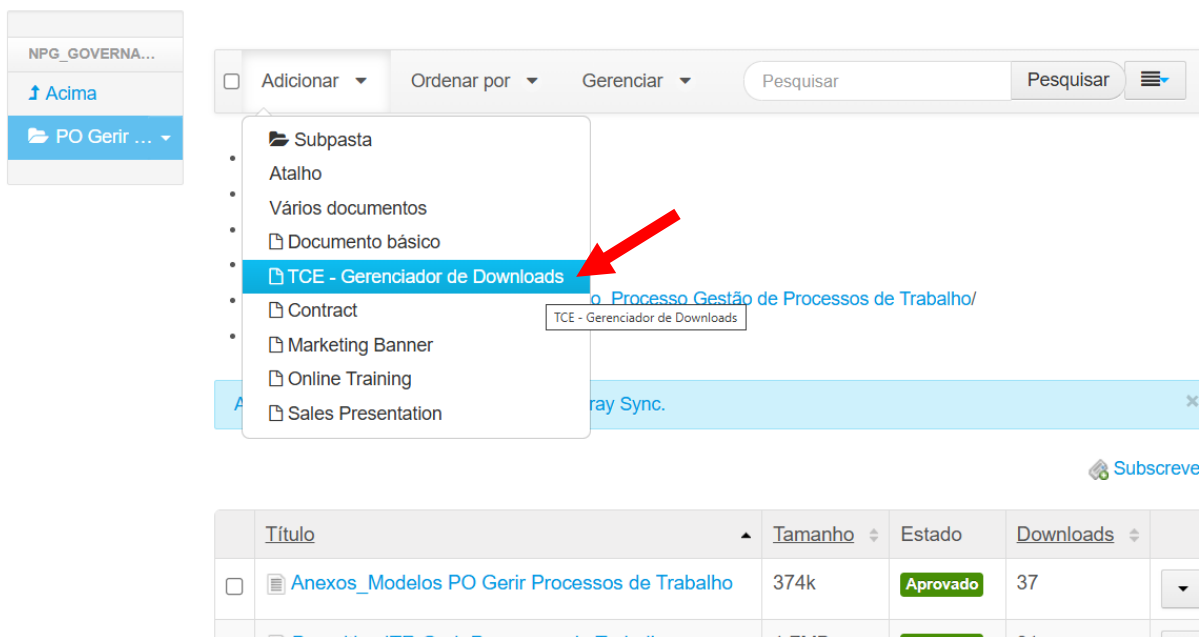 NPG_GOVERNA...
Acima
PO Gerir ...
Adicionar
Ordenar por
Gerenciar
Pesquisar
Pesquisar
Subpasta
Atalho
Vários documentos
Documento básico
TCE - Gerenciador de Downloads
Contract
Marketing Banner
Online Training
Sales Presentation
Processo Gestão de Processos de Trabalho/
TCE - Gerenciador de Downloads
Sync.
×
Subscreve
Título
Tamanho
Estado
Downloads
Anexos_Modelos PO Gerir Processos de Trabalho
374k
Aprovado
37